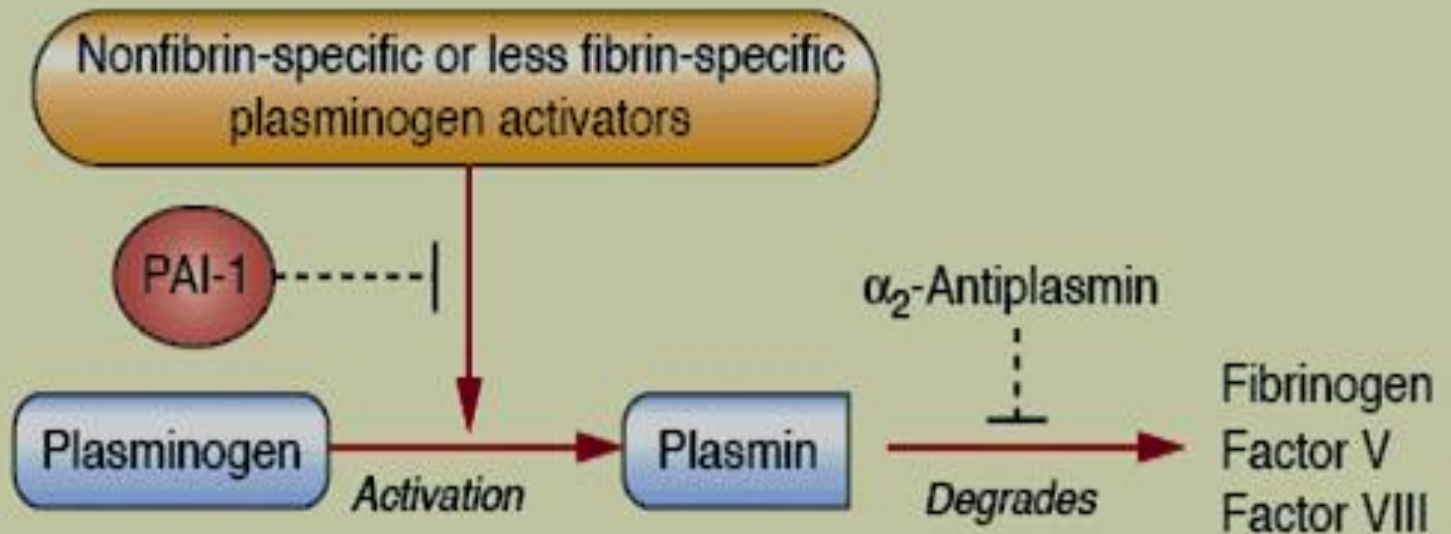 Nonfibrin-specific or less fibrin-specific
plasminogen activators
PAI-1
α₂-Antiplasmin
Plasminogen
Activation
Plasmin
Degrades
Fibrinogen
Factor V
Factor VIII